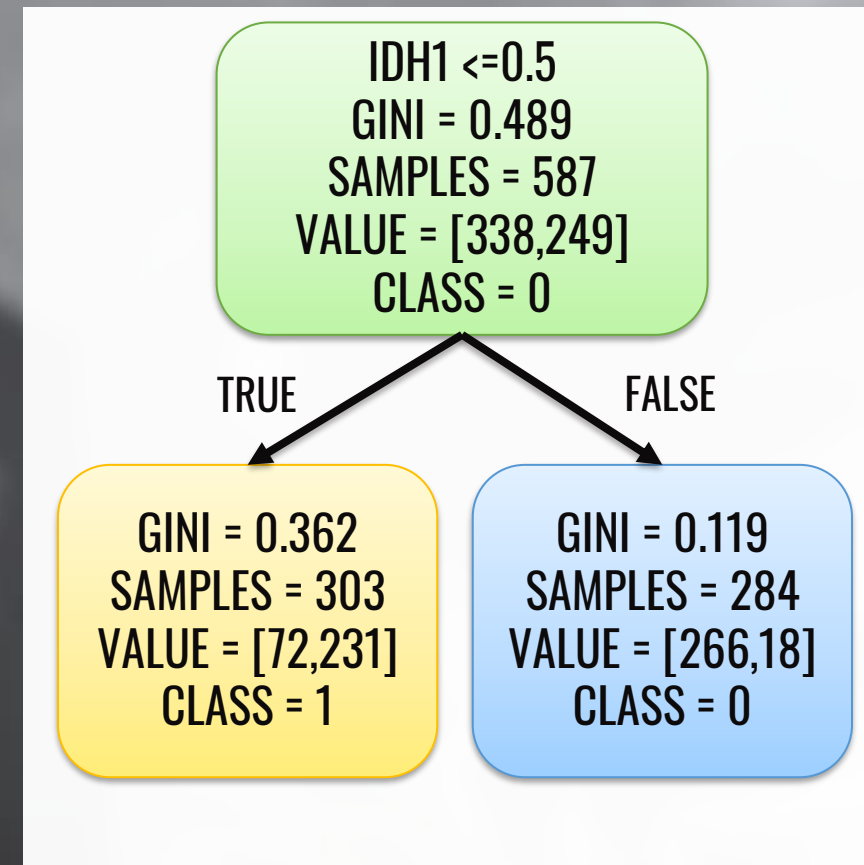 IDH1 <=0.5
GINI = 0.489
SAMPLES = 587
VALUE = [338,249]
CLASS = 0
TRUE
FALSE
GINI = 0.362
SAMPLES = 303
VALUE = [72,231]
CLASS = 1
GINI = 0.119
SAMPLES = 284
VALUE = [266,18]
CLASS = 0